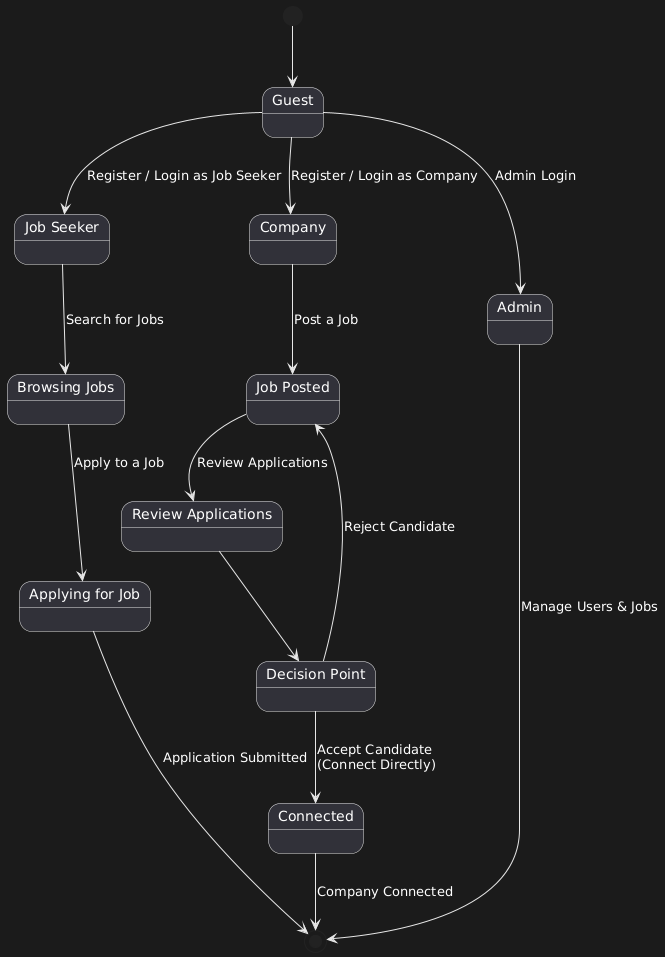 Guest
Register / Login as Job Seeker
Register / Login as Company
Admin Login
Job Seeker
Company
Admin
Search for Jobs
Post a Job
Browsing Jobs
Job Posted
Apply to a Job
Review Applications
Review Applications
Reject Candidate
Applying for Job
Manage Users & Jobs
Decision Point
Application Submitted
Accept Candidate
(Connect Directly)
Connected
Company Connected